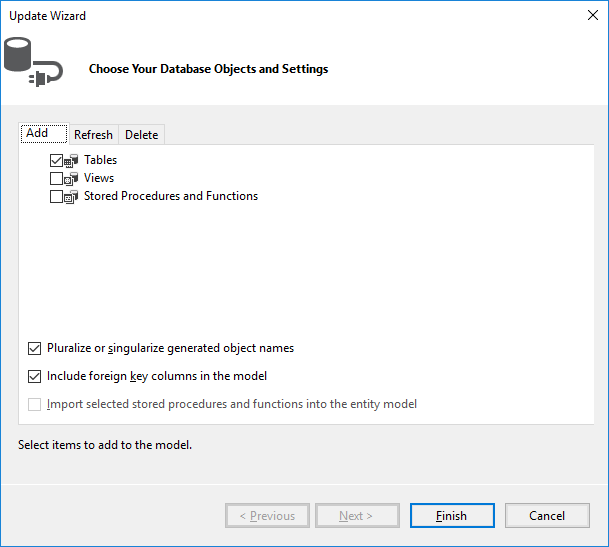 Update Wizard
Choose Your Database Objects and Settings
Add Refresh Delete
Tables
Views
Stored Procedures and Functions
Pluralize or singularize generated object names
Include foreign key columns in the model
Import selected stored procedures and functions into the entity model
Select items to add to the model.
< Previous Next > Finish Cancel